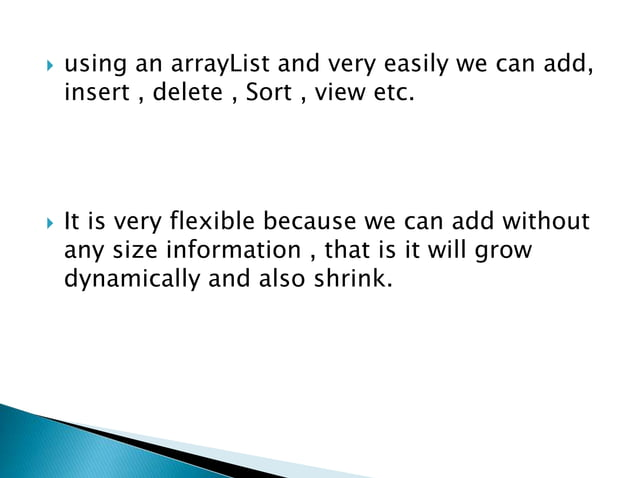 using an arrayList and very easily we can add,
insert , delete , Sort , view etc.
It is very flexible because we can add without
any size information , that is it will grow
dynamically and also shrink.